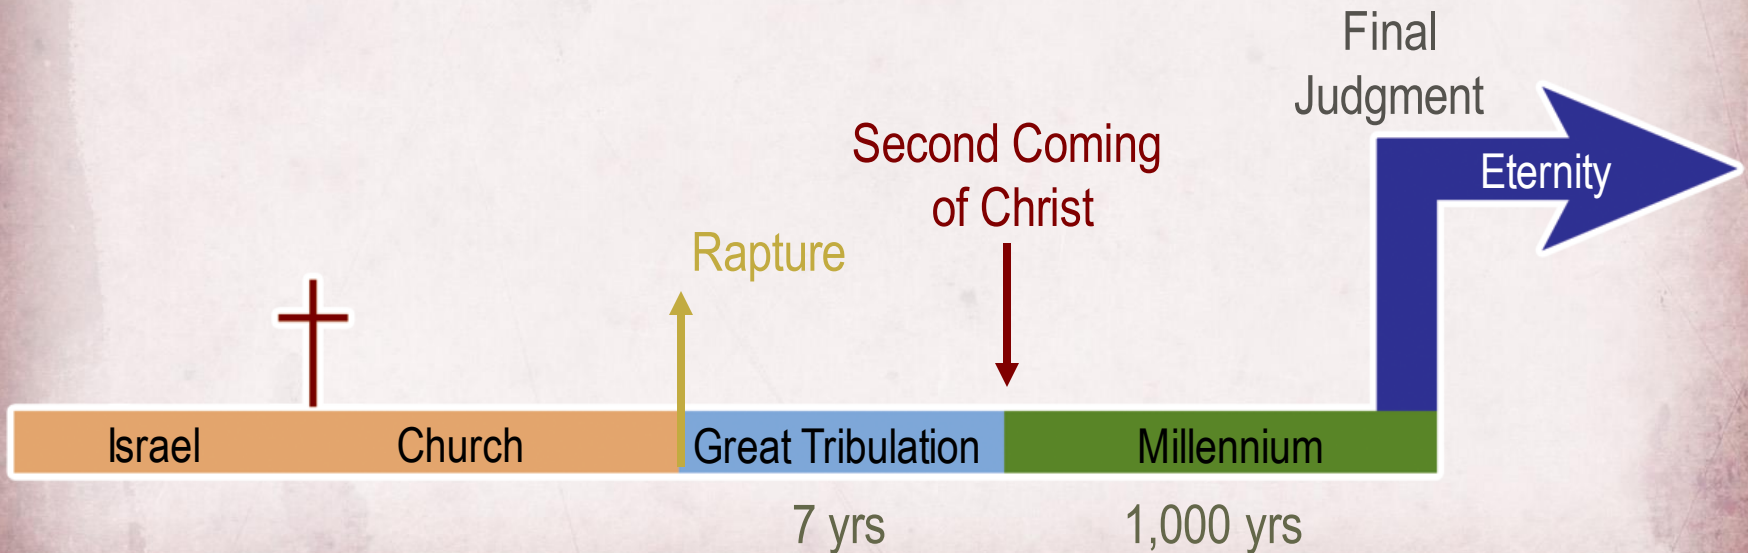 Final
Judgment
Second Coming
of Christ
Eternity
Rapture
Israel
Church
Great Tribulation
Millennium
7 yrs
1,000 yrs